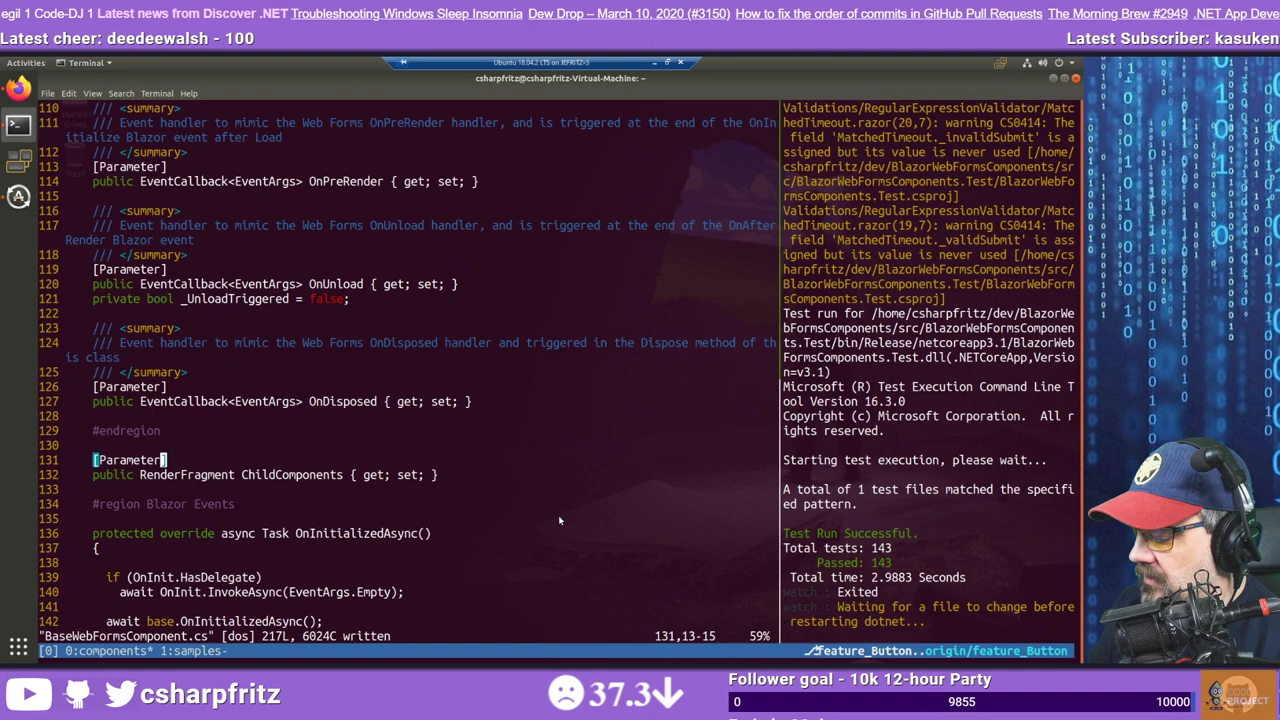 egil 1 Code-DJ 1 Latest news from Discover .NET Troubleshooting Windows Sleep Insomnia Dew Drop – March 10, 2020 (#3150) How to fix the order of commits in GitHub Pull Requests The Morning Brew #2949 .NET App Deve
Latest cheer: deedeewalsh - 100
Latest Subscriber: kasuken
Activities
Terminal
Ubuntu 18.04.2 LTS on JEFRITZ-3
csharpfritz@csharpfritz-Virtual-Machine: ~
File Edit View Search Terminal Help
110 /// <summary>
111 /// Event handler to mimic the Web Forms OnPreRender handler, and is triggered at the end of the OnIn
itialize Blazor event after Load
112 /// </summary>
113 [Parameter]
114 public EventCallback<EventArgs> OnPreRender { get; set; }
115
116 /// <summary>
117 /// Event handler to mimic the Web Forms OnUnload handler, and is triggered at the end of the OnAfter
Render Blazor event
118 /// </summary>
119 [Parameter]
120 public EventCallback<EventArgs> OnUnload { get; set; }
121 private bool _UnloadTriggered = false;
122
123 /// <summary>
124 /// Event handler to mimic the Web Forms OnDisposed handler and triggered in the Dispose method of th
is class
125 /// </summary>
126 [Parameter]
127 public EventCallback<EventArgs> OnDisposed { get; set; }
128
129 #endregion
130
131 [Parameter]
132 public RenderFragment ChildComponents { get; set; }
133
134 #region Blazor Events
135
136 protected override async Task OnInitializedAsync()
137 {
138
139 if (OnInit.HasDelegate)
140 await OnInit.InvokeAsync(EventArgs.Empty);
141
142 await base.OnInitializedAsync();
"BaseWebFormsComponent.cs" [dos] 217L, 6024C written 131,13-15 59%
Validations/RegularExpressionValidator/Matc
hedTimeout.razor(20,7): warning CS0414: The
field 'MatchedTimeout._invalidSubmit' is a
ssigned but its value is never used [/home/
csharpfritz/dev/BlazorWebFormsComponents/sr
c/BlazorWebFormsComponents.Test/BlazorWebFo
rmsComponents.Test.csproj]
Validations/RegularExpressionValidator/Matc
hedTimeout.razor(19,7): warning CS0414: The
field 'MatchedTimeout._validSubmit' is ass
igned but its value is never used [/home/cs
harpfritz/dev/BlazorWebFormsComponents/src/
BlazorWebFormsComponents.Test/BlazorWebForm
sComponents.Test.csproj]
Test run for /home/csharpfritz/dev/BlazorWe
bFormsComponents/src/BlazorWebFormsComponen
ts.Test/bin/Release/netcoreapp3.1/BlazorWeb
FormsComponents.Test.dll(.NETCoreApp,Versio
n=v3.1)
Microsoft (R) Test Execution Command Line T
ool Version 16.3.0
Copyright (c) Microsoft Corporation. All r
ights reserved.
Starting test execution, please wait...
A total of 1 test files matched the specifi
ed pattern.
Test Run Successful.
Total tests: 143
Passed: 143
Total time: 2.9883 Seconds
watch : Exited
watch : Waiting for a file to change before
restarting dotnet...
[0] 0:components* 1:samples-
feature_Button..origin/feature_Button
csharpfritz
37.3
Follower goal - 10k 12-hour Party
0 9855 10000